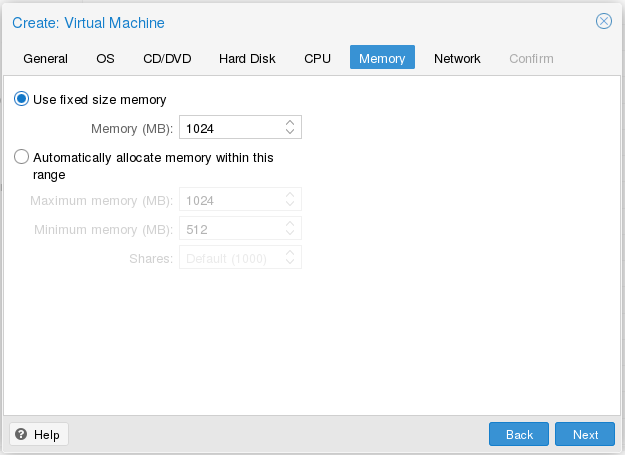 Create: Virtual Machine
General OS CD/DVD Hard Disk CPU Memory Network Confirm
Use fixed size memory
Memory (MB): 1024
Automatically allocate memory within this
range
Maximum memory (MB): 1024
Minimum memory (MB): 512
Shares: Default (1000)
Help Back Next